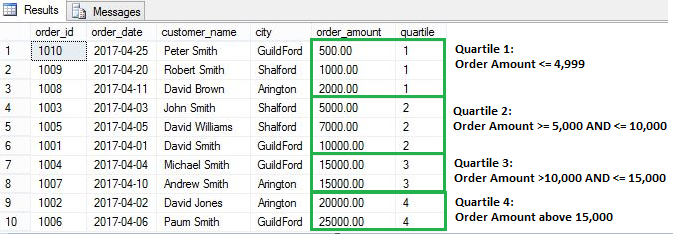 Results Messages
order_id order_date customer_name city order_amount quartile
1 1010 2017-04-25 Peter Smith GuildFord 500.00 1
2 1009 2017-04-20 Robert Smith Shalford 1000.00 1
3 1008 2017-04-11 David Brown Arington 2000.00 1
4 1003 2017-04-03 John Smith Shalford 5000.00 2
5 1005 2017-04-05 David Williams Shalford 7000.00 2
6 1001 2017-04-01 David Smith GuildFord 10000.00 2
7 1004 2017-04-04 Michael Smith GuildFord 15000.00 3
8 1007 2017-04-10 Andrew Smith Arington 15000.00 3
9 1002 2017-04-02 David Jones Arington 20000.00 4
10 1006 2017-04-06 Paum Smith GuildFord 25000.00 4
Quartile 1:
Order Amount <= 4,999
Quartile 2:
Order Amount >= 5,000 AND <= 10,000
Quartile 3:
Order Amount >10,000 AND <= 15,000
Quartile 4:
Order Amount above 15,000